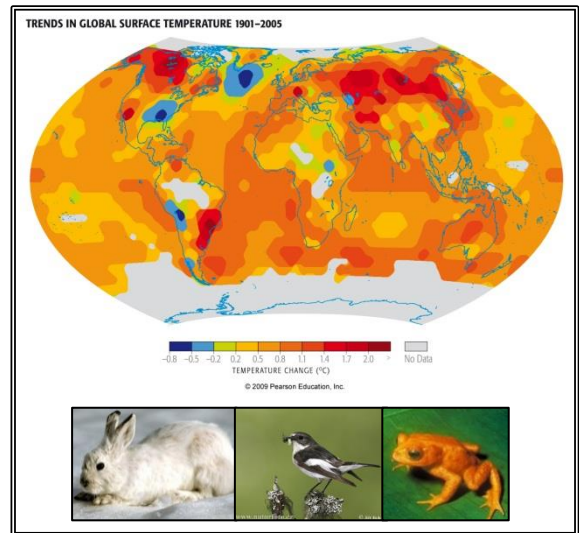 TRENDS IN GLOBAL SURFACE TEMPERATURE 1901–2005
–0.8 –0.5 –0.2 0.2 0.5 0.8 1.1 1.4 1.7 2.0 No Data
TEMPERATURE CHANGE (°C)
© 2009 Pearson Education, Inc.